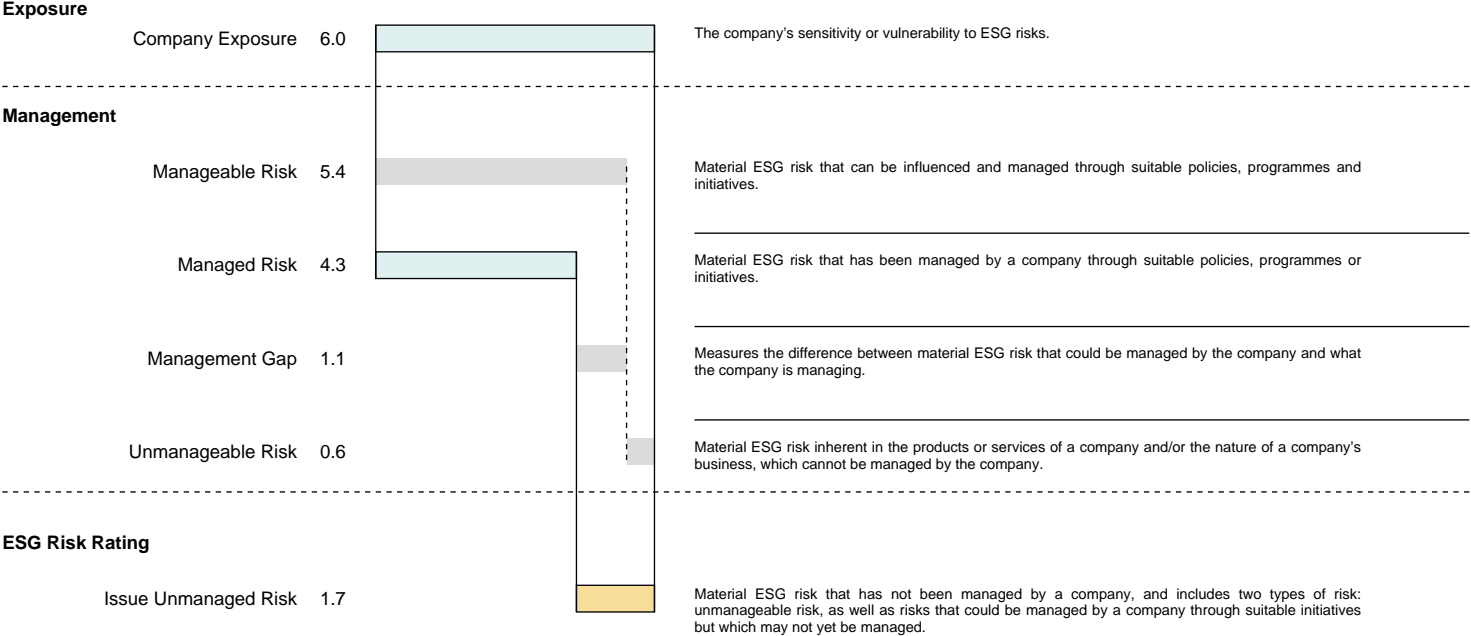 Exposure
Company Exposure 6.0
The company's sensitivity or vulnerability to ESG risks.
Management
Manageable Risk 5.4
Material ESG risk that can be influenced and managed through suitable policies, programmes and
initiatives.
Managed Risk 4.3
Material ESG risk that has been managed by a company through suitable policies, programmes or
initiatives.
Management Gap 1.1
Measures the difference between material ESG risk that could be managed by the company and what
the company is managing.
Unmanageable Risk 0.6
Material ESG risk inherent in the products or services of a company and/or the nature of a company's
business, which cannot be managed by the company.
ESG Risk Rating
Issue Unmanaged Risk 1.7
Material ESG risk that has not been managed by a company, and includes two types of risk:
unmanageable risk, as well as risks that could be managed by a company through suitable initiatives
but which may not yet be managed.